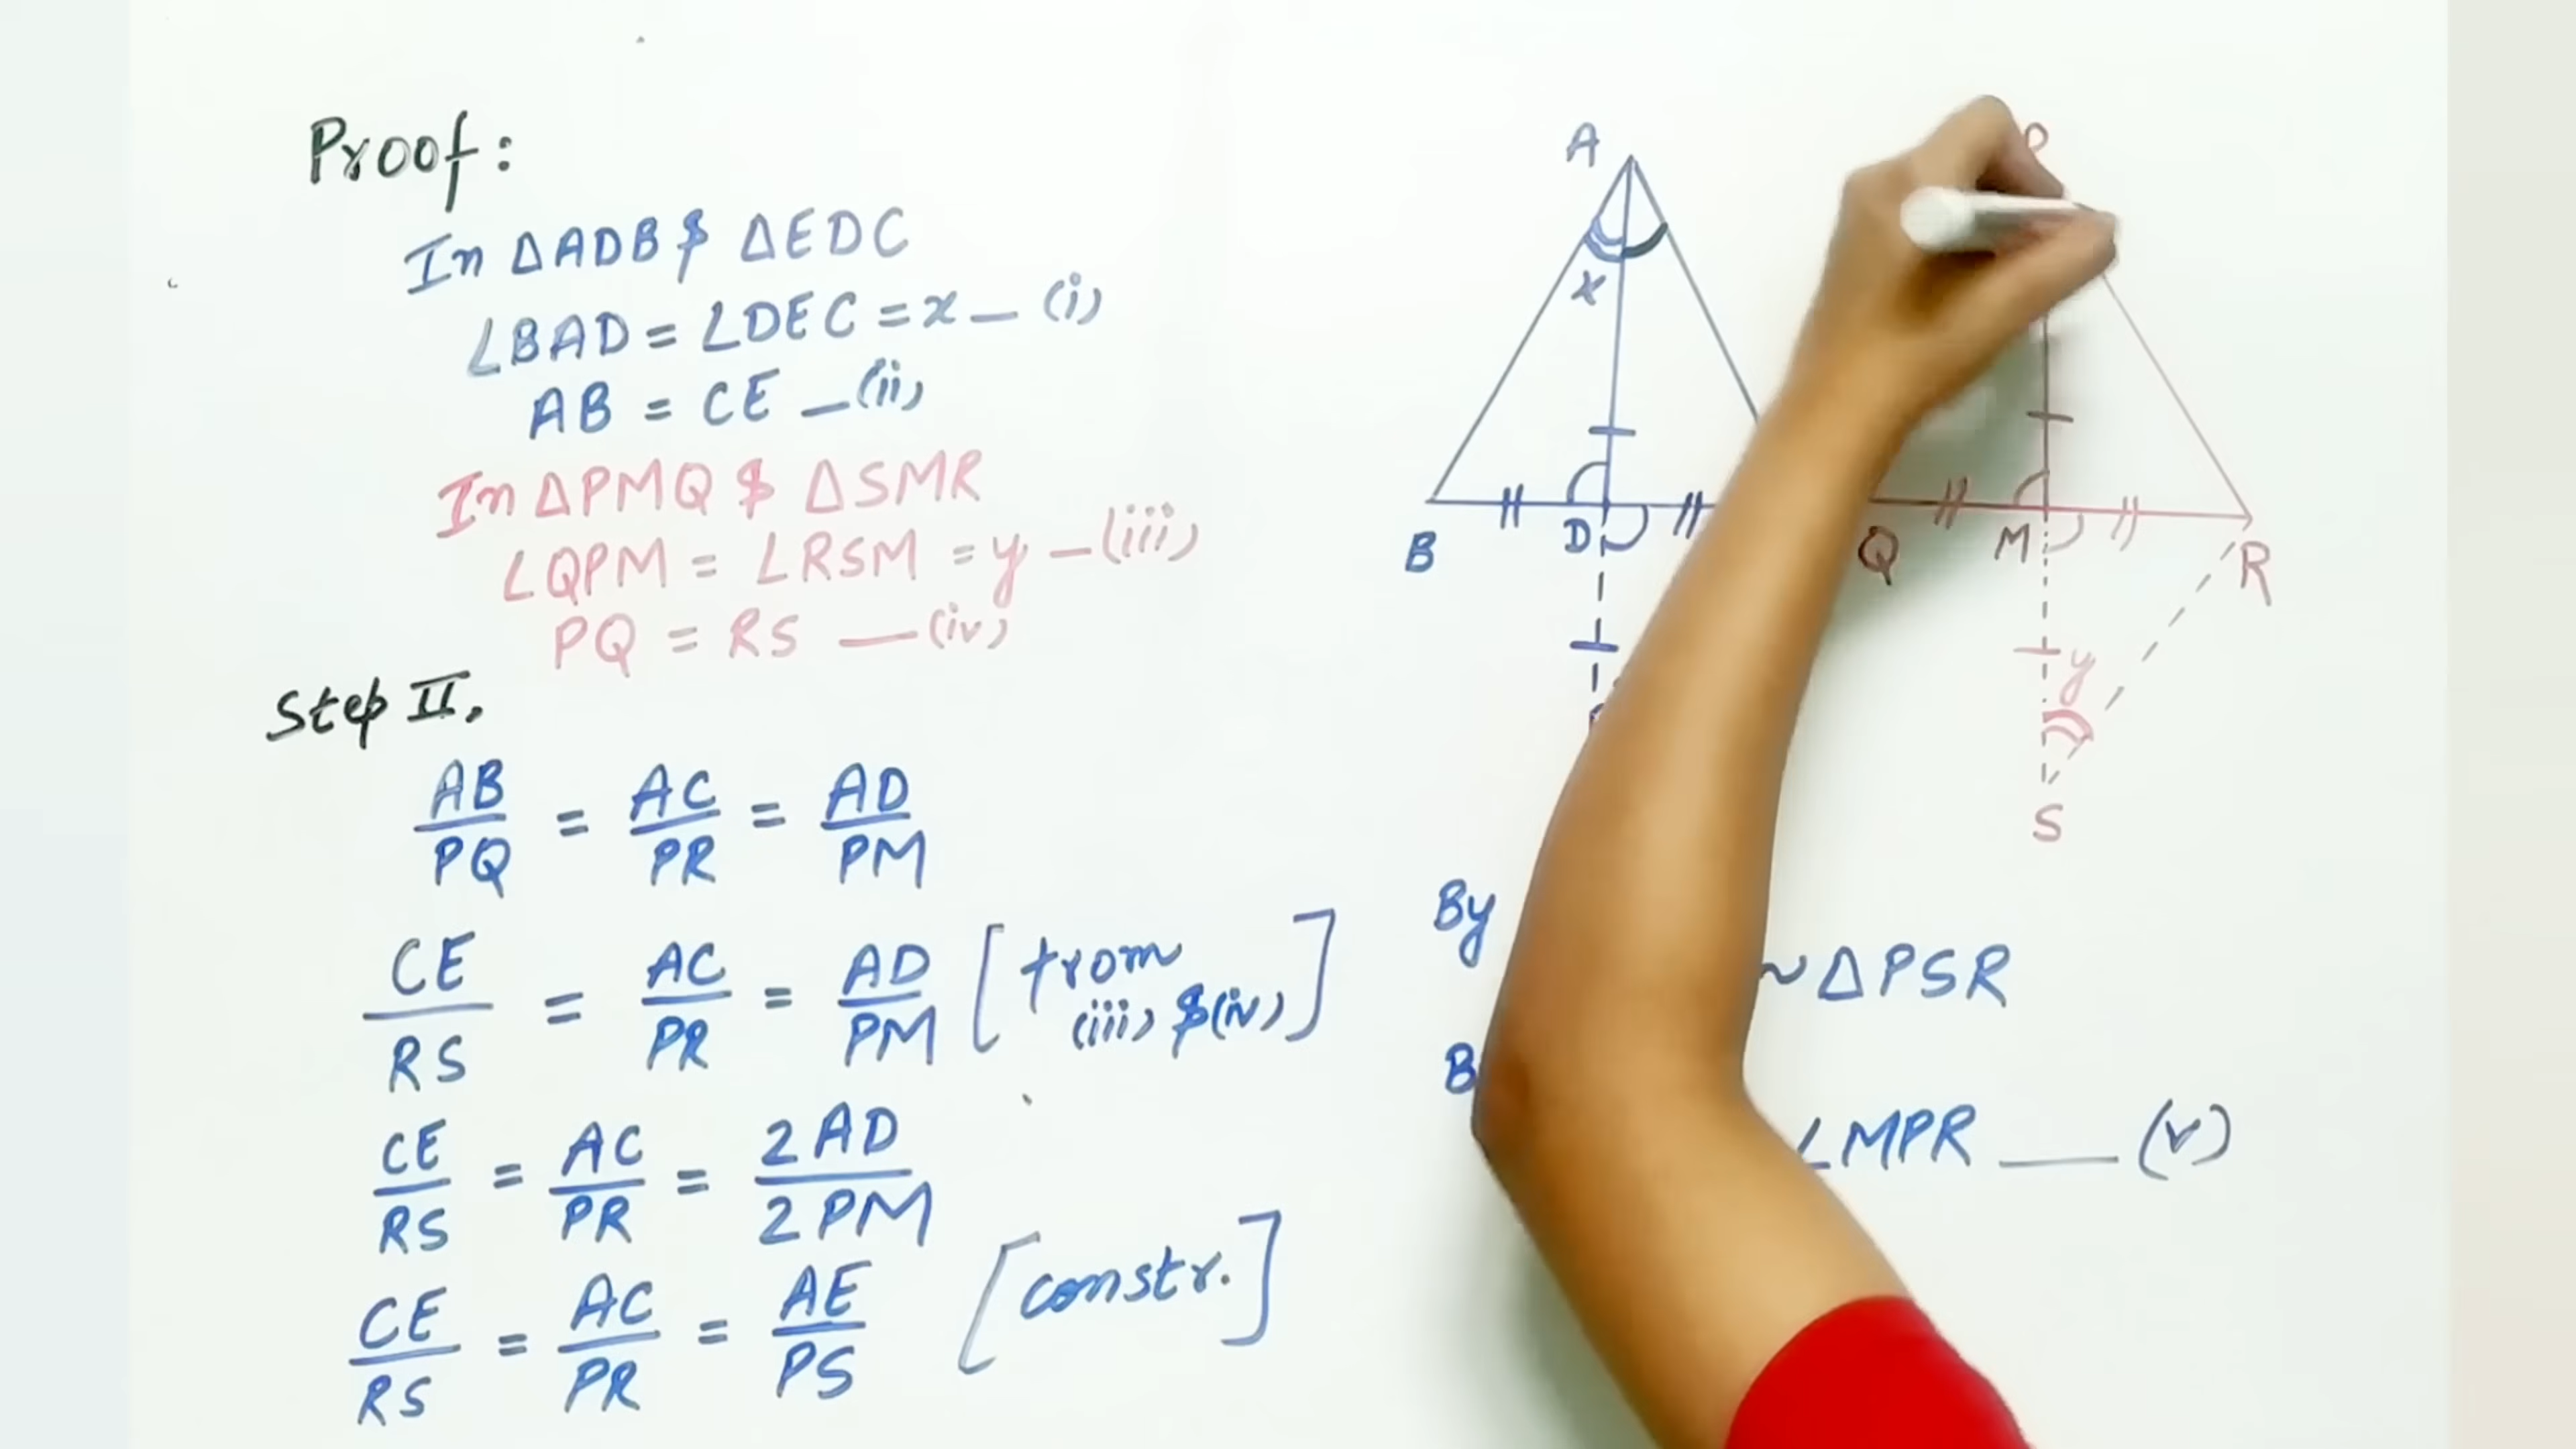 Proof:
In ΔADB & ΔEDC
∠BAD = ∠DEC = x — (i)
AB = CE — (ii)
In ΔPMQ & ΔSMR
∠QPM = ∠RSM = y — (iii)
PQ = RS — (iv)
Step II.
AB/PQ = AC/PR = AD/PM
CE/RS = AC/PR = AD/PM [from (iii) & (iv)]
CE/RS = AC/PR = 2AD/2PM
CE/RS = AC/PR = AE/PS [constr.]
A
P
x
B
D
Q
M
R
y
S
By
~ΔPSR
B
∠MPR — (v)